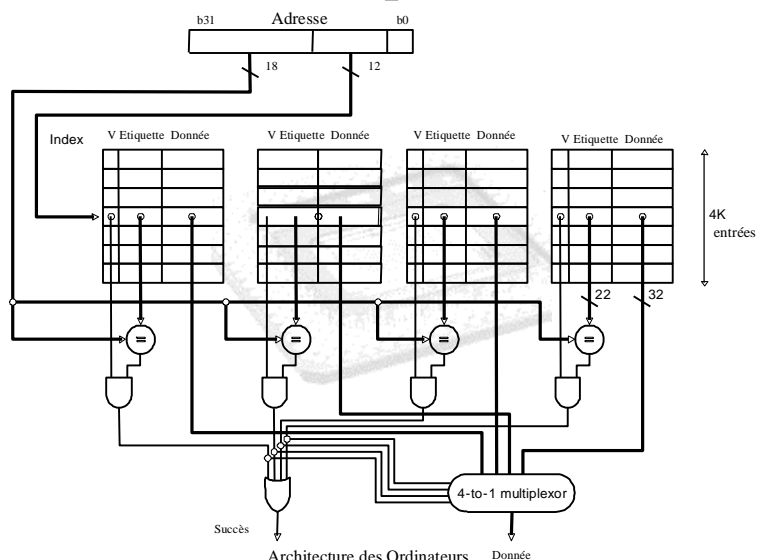 b31 Adresse b0
18 12
Index
V Etiquette Donnée V Etiquette Donnée V Etiquette Donnée V Etiquette Donnée
4K
entrées
22 32
= = = =
4-to-1 multiplexor
Succès
Architecture des Ordinateurs Donnée